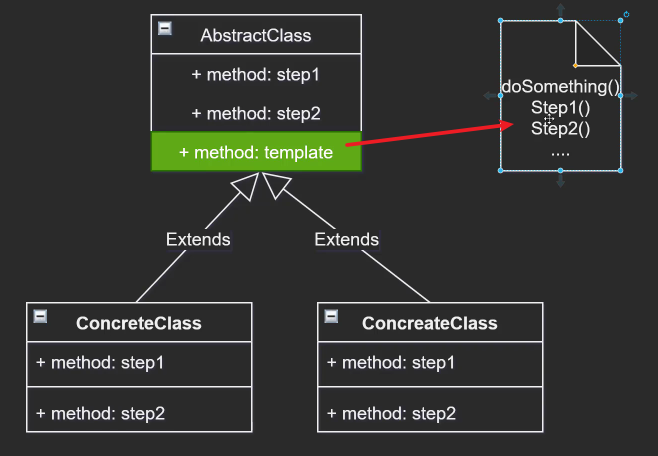 AbstractClass
+ method: step1
+ method: step2
+ method: template
doSomething()
Step1()
Step2()
....
Extends
Extends
ConcreteClass
+ method: step1
+ method: step2
ConcreateClass
+ method: step1
+ method: step2